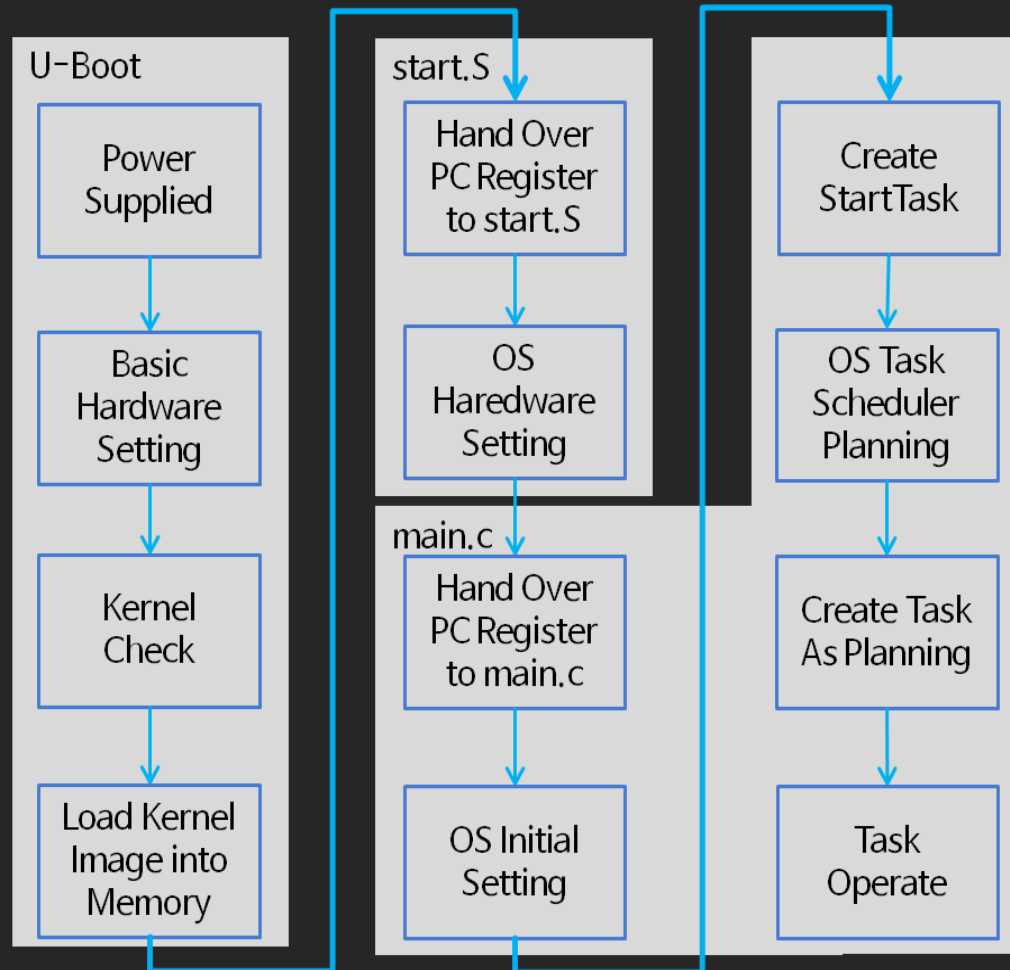 U-Boot
Power
Supplied
Basic
Hardware
Setting
Kernel
Check
Load Kernel
Image into
Memory
start.S
Hand Over
PC Register
to start.S
OS
Haredware
Setting
main.c
Hand Over
PC Register
to main.c
OS Initial
Setting
Create
StartTask
OS Task
Scheduler
Planning
Create Task
As Planning
Task
Operate